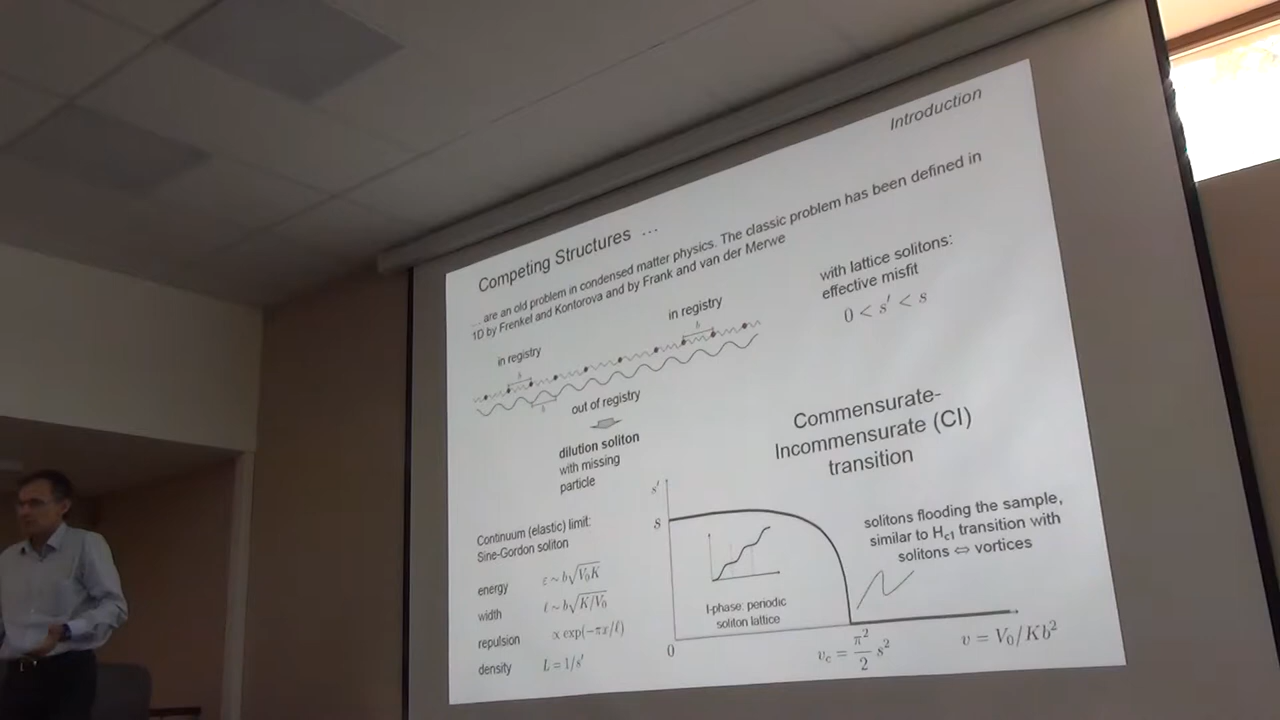 Introduction
Competing Structures ...
... are an old problem in condensed matter physics. The classic problem has been defined in
1D by Frenkel and Kontorova and by Frank and van der Merwe
with lattice solitons:
effective misfit
0 < s′ < s
in registry
in registry
b
b
out of registry
dilution soliton
with missing
particle
Commensurate-
Incommensurate (CI)
transition
Continuum (elastic) limit:
Sine-Gordon soliton
energy ε ~ b√V₀K
width ℓ ~ b√K/V₀
repulsion ∝ exp(−πx/ℓ)
density L = 1/s′
s′
s
solitons flooding the sample,
similar to Hc1 transition with
solitons ⇔ vortices
I-phase: periodic
soliton lattice
0
vc = π²/2 s²
v = V₀/Kb²